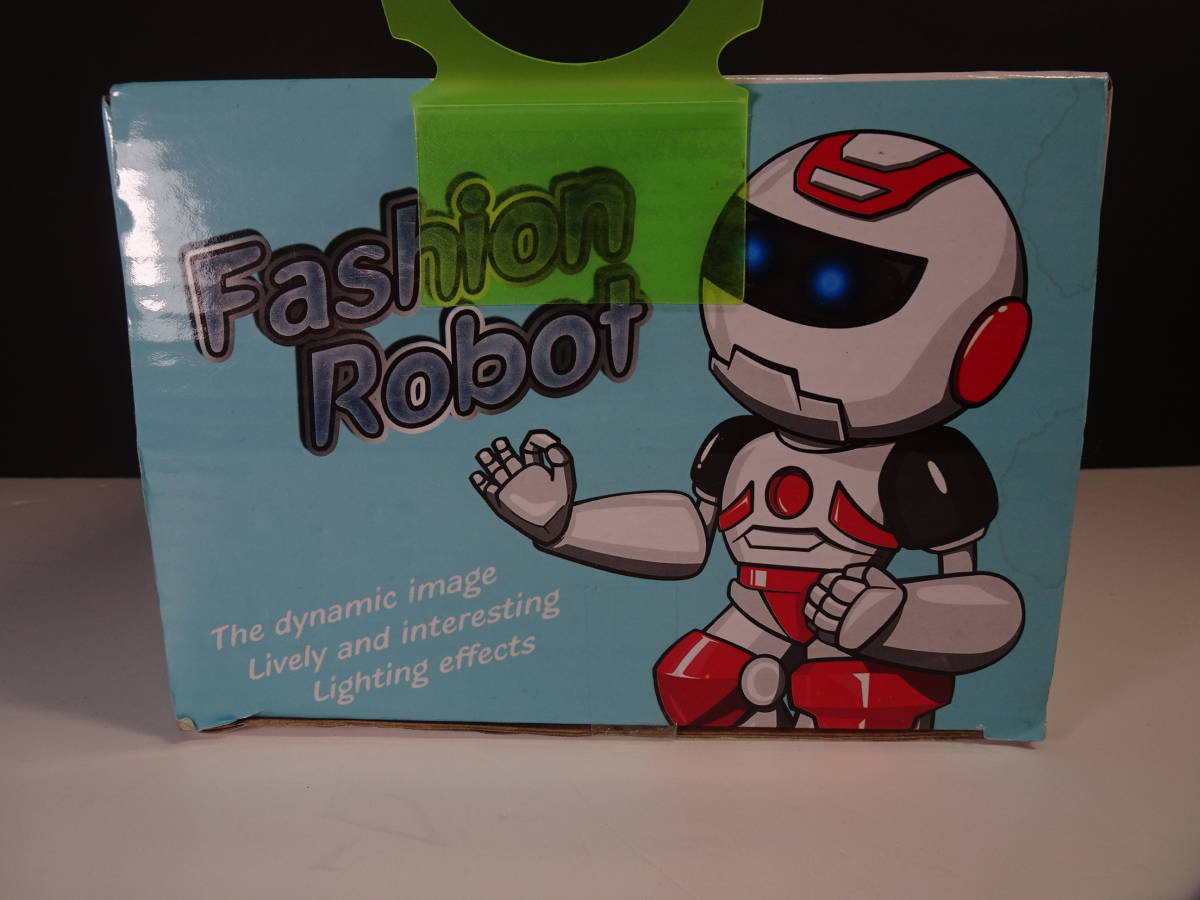 Fashion
Robot
The dynamic image
Lively and interesting
Lighting effects